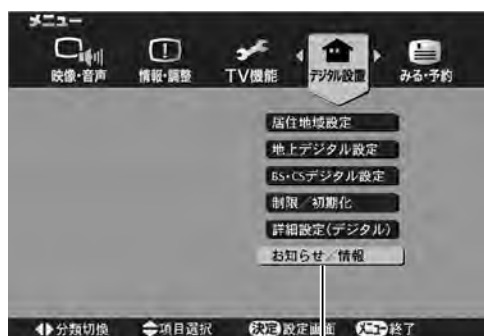 メニュー
映像・音声 情報・調整 TV機能 デジタル設置 みる・予約
居住地域設定
地上デジタル設定
BS・CSデジタル設定
制限／初期化
詳細設定(デジタル)
お知らせ／情報
分類切換 項目選択 決定 設定画面 メニュー 終了